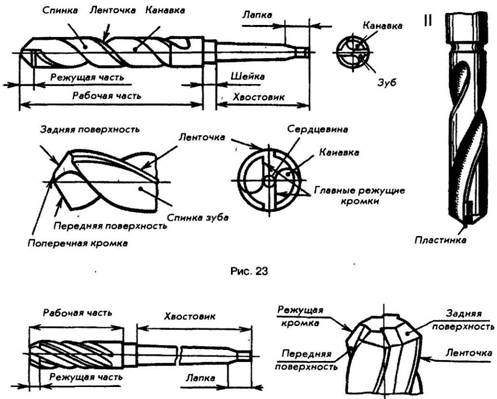 Спинка Ленточка Канавка
Лапка
Канавка
Зуб
II
Режущая часть
Шейка
Рабочая часть
Хвостовик
Задняя поверхность
Ленточка
Сердцевина
Канавка
Главные режущие
кромки
Передняя поверхность
Спинка зуба
Поперечная кромка
Пластинка
Рис. 23
Рабочая часть
Хвостовик
Режущая
кромка
Задняя
поверхность
Передняя
поверхность
Ленточка
Режущая часть
Лапка